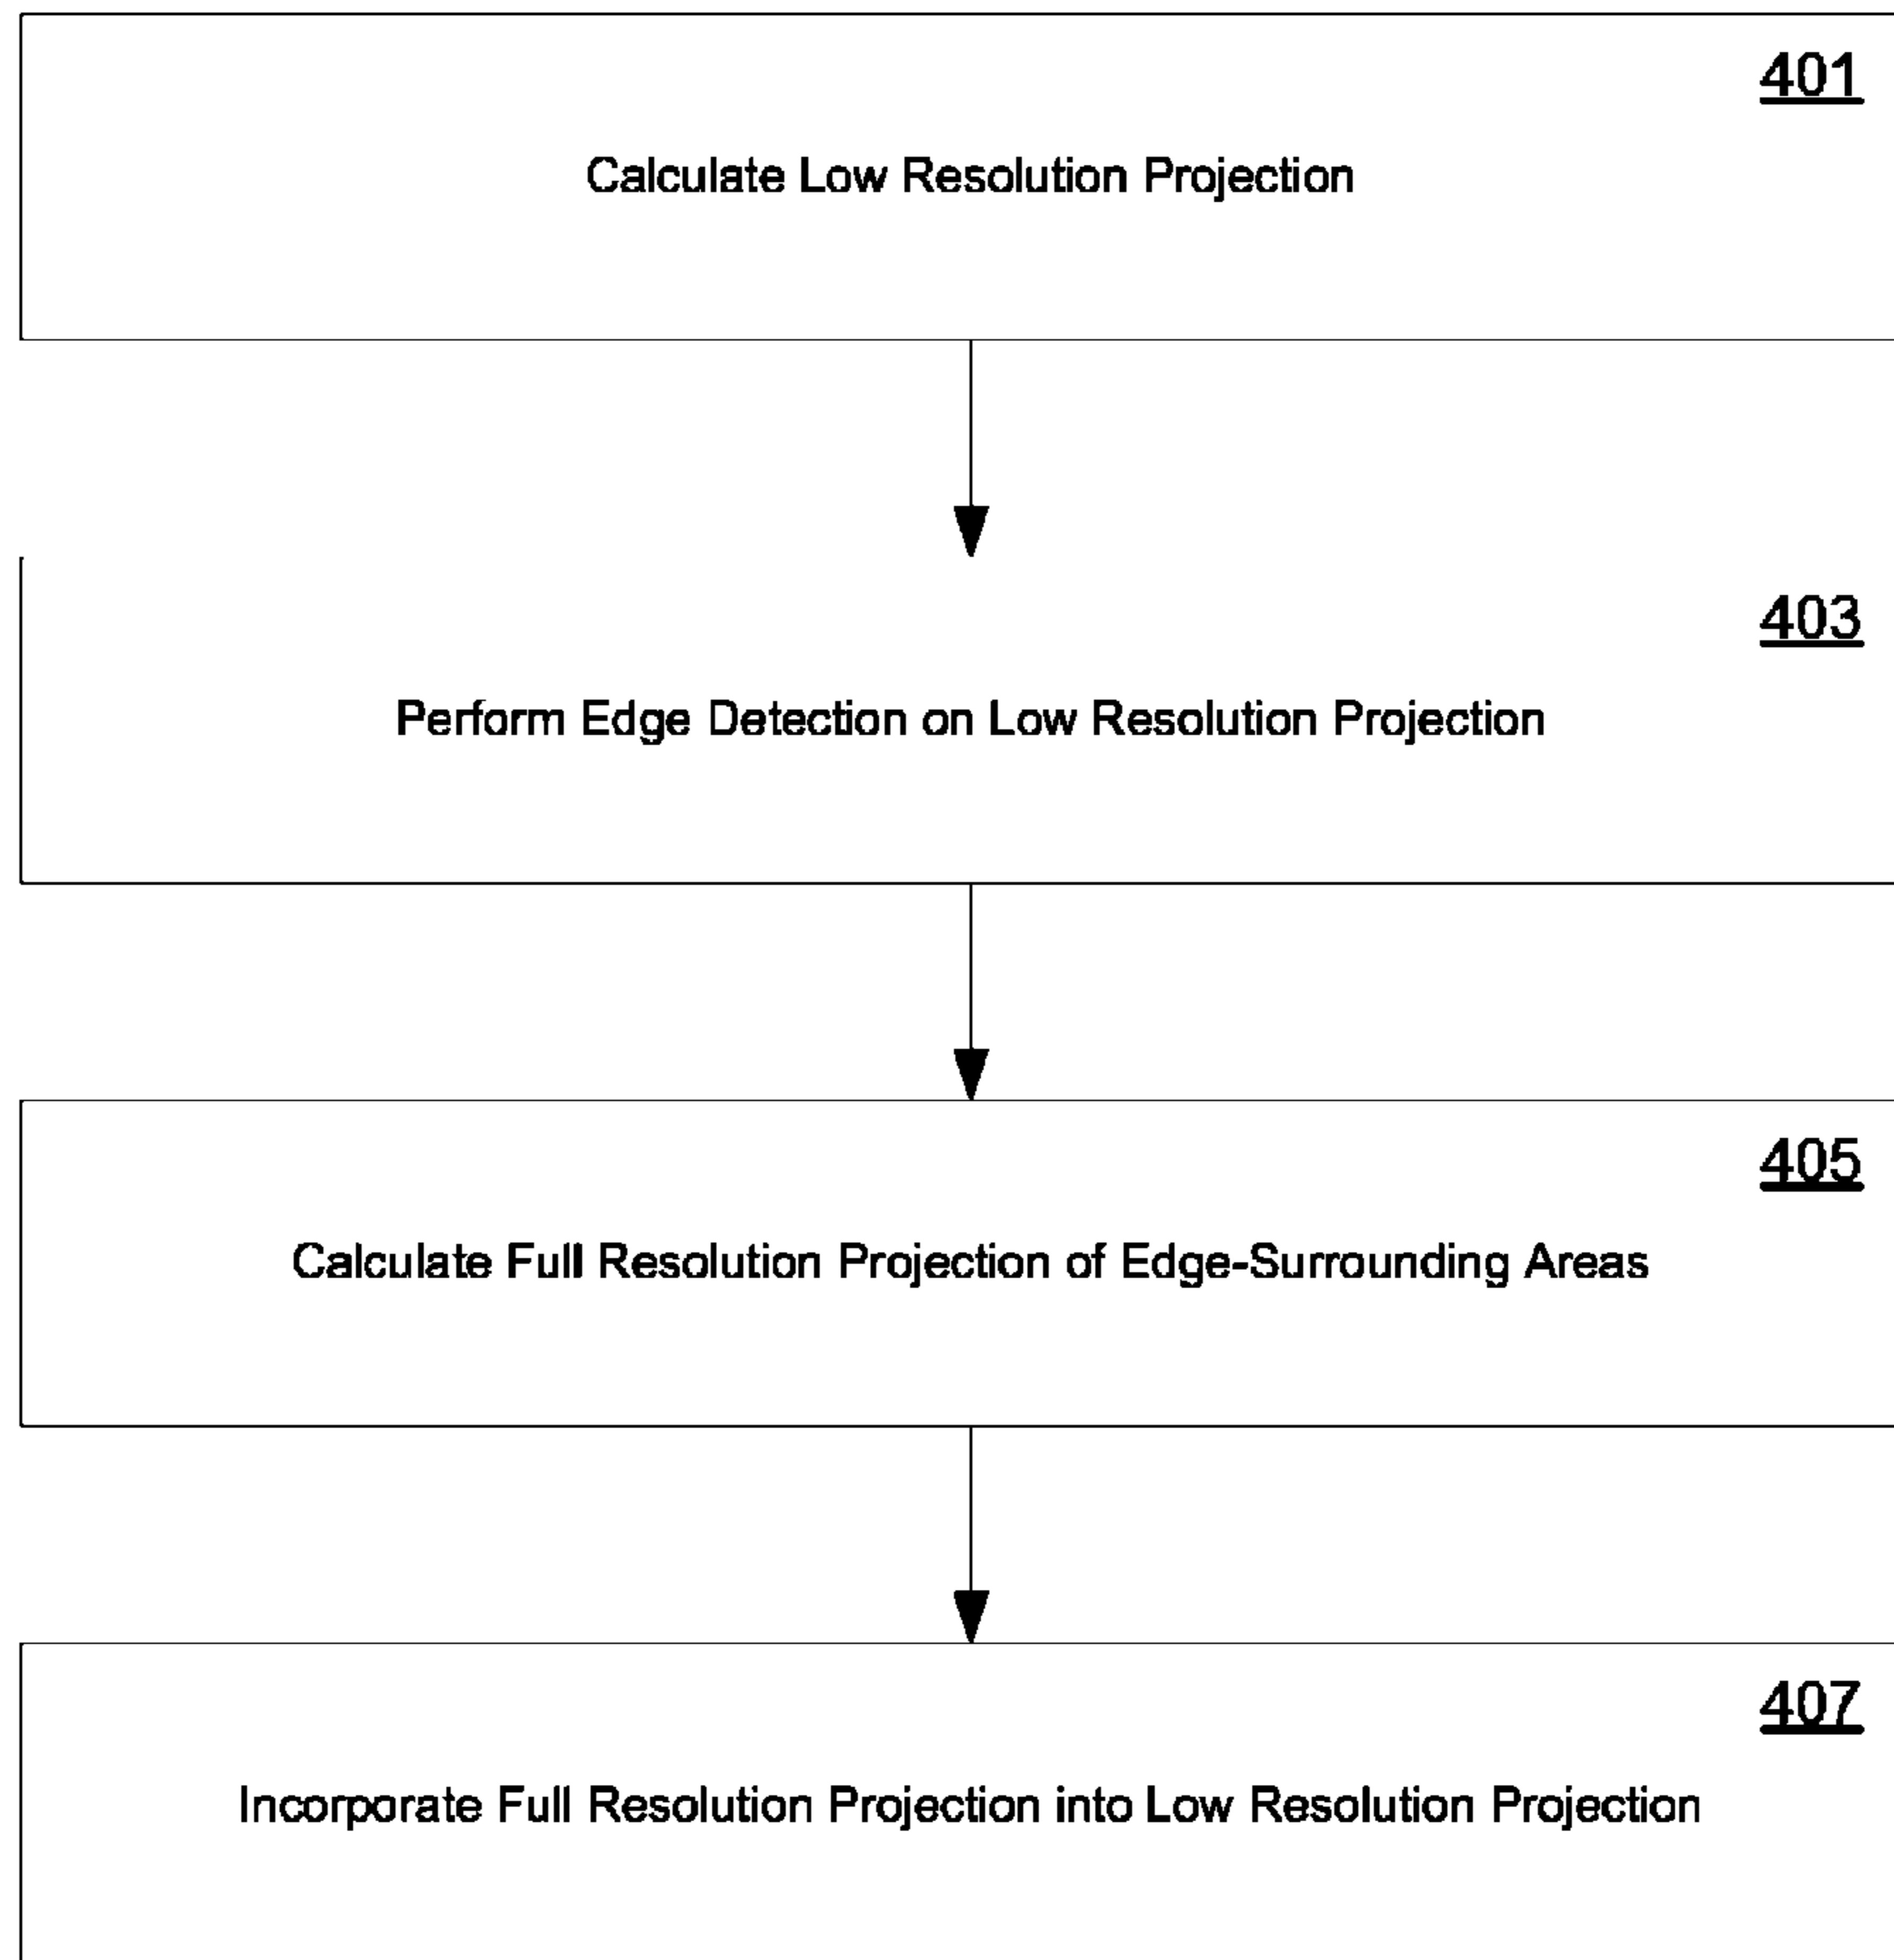 401
Calculate Low Resolution Projection
403
Perform Edge Detection on Low Resolution Projection
405
Calculate Full Resolution Projection of Edge-Surrounding Areas
407
Incorporate Full Resolution Projection into Low Resolution Projection